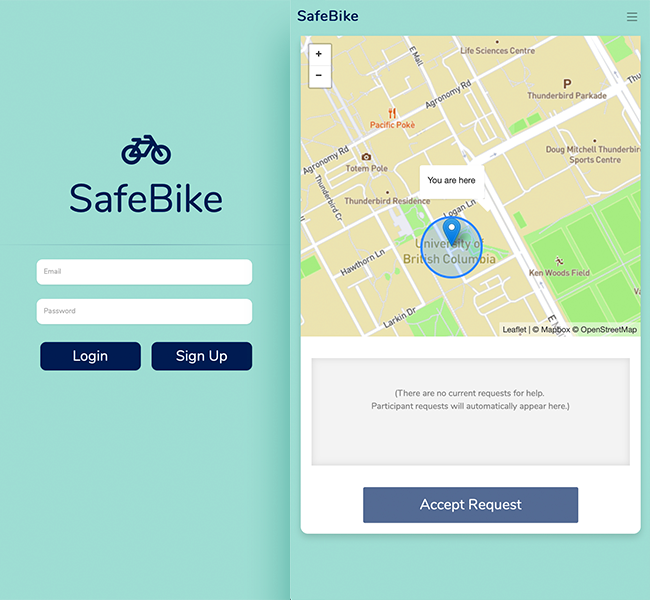 SafeBike
Email
Password
Login
Sign Up
SafeBike
+
−
Life Sciences Centre
E Mall
Agronomy Rd
P
Thunderbird Parkade
Pacific Pokè
Agronomy Rd
Doug Mitchell Thunderbir
Sports Centre
Totem Pole
Thunderbird Cr
You are here
Thunderbird Residence
Logan Ln
University of
British Columbia
Hawthorn Ln
Ken Woods Field
Va
Larkin Dr
Leaflet | © Mapbox © OpenStreetMap
(There are no current requests for help.
Participant requests will automatically appear here.)
Accept Request